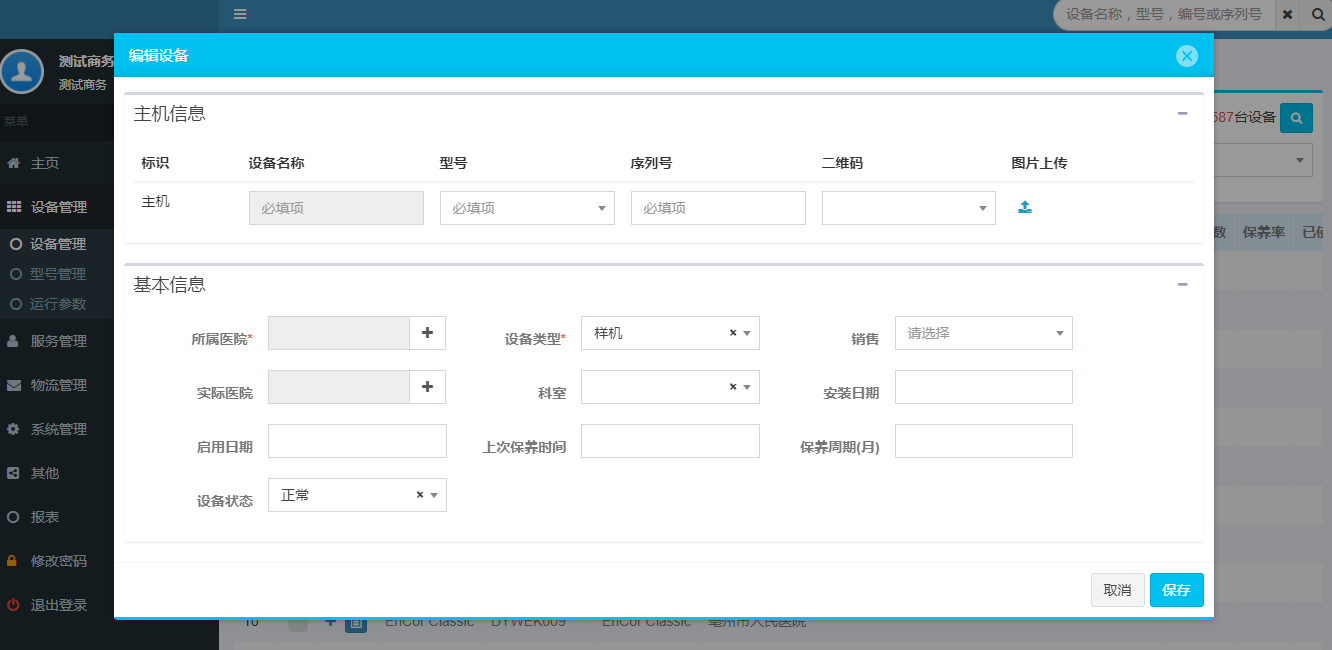 设备名称，型号，编号或序列号
测试商务
测试商务
菜单
主页
设备管理
设备管理
型号管理
运行参数
服务管理
物流管理
系统管理
其他
报表
修改密码
退出登录
编辑设备
主机信息
标识 设备名称 型号 序列号 二维码 图片上传
主机 必填项 必填项 必填项
基本信息
所属医院* 设备类型* 样机 销售 请选择
实际医院 科室 安装日期
启用日期 上次保养时间 保养周期(月)
设备状态 正常
取消 保存
587台设备
数 保养率
10 EnCor Classic DYWEK009 EnCor Classic 亳州市人民医院